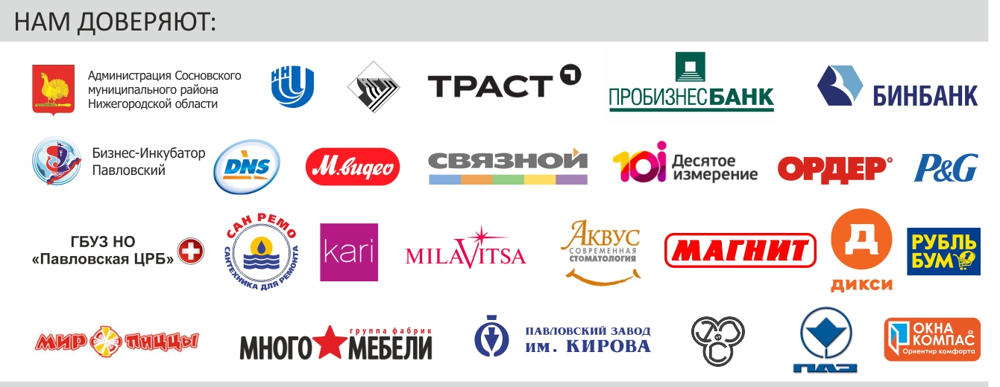 НАМ ДОВЕРЯЮТ:
Администрация Сосновского
муниципального района
Нижегородской области
ТРАСТ
ПРОБИЗНЕСБАНК
БИНБАНК
Бизнес-Инкубатор
Павловский
DNS
М.видео
СВЯЗНОЙ
10i
Десятое
измерение
ОРДЕР®
P&G
ГБУЗ НО
«Павловская ЦРБ»
САН РЕМО
САНТЕХНИКА ДЛЯ РЕМОНТА
kari
MILAVITSA
АКВУС
СОВРЕМЕННАЯ
СТОМАТОЛОГИЯ
МАГНИТ
Д
ДИКСИ
РУБЛЬ
БУМ
МИР ПИЦЦЫ
группа фабрик
МНОГО МЕБЕЛИ
ПАВЛОВСКИЙ ЗАВОД
им. КИРОВА
ПАЗ
ОКНА
КОМПАС®
Ориентир комфорта